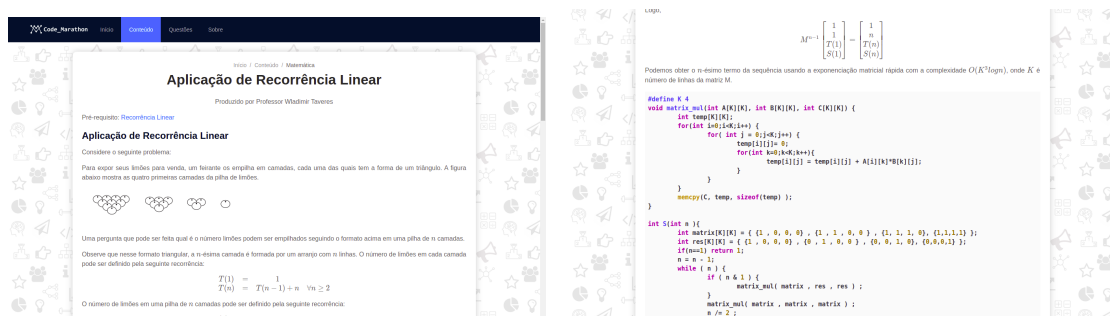 Code_Marathon Início Conteúdo Questões Sobre
Início / Conteúdo / Matemática
Aplicação de Recorrência Linear
Produzido por Professor Wladimir Tavares
Pré-requisito: Recorrência Linear
Aplicação de Recorrência Linear
Considere o seguinte problema:
Para expor seus limões para venda, um feirante os empilha em camadas, cada uma das quais tem a forma de um triângulo. A figura
abaixo mostra as quatro primeiras camadas da pilha de limões.
Uma pergunta que pode ser feita qual é o número limões podem ser empilhados seguindo o formato acima em uma pilha de n camadas.
Observe que nesse formato triangular, a n-ésima camada é formada por um arranjo com n linhas. O número de limões em cada camada
pode ser definido pela seguinte recorrência:
T(1) = 1
T(n) = T(n − 1) + n ∀n ≥ 2
O número de limões em uma pilha de n camadas pode ser definido pela seguinte recorência:
Logo,
M^{n−1} [1 1 T(1) S(1)] = [1 n T(n) S(n)]
Podemos obter o n-ésimo termo da sequência usando a exponenciação matricial rápida com a complexidade O(K³logn), onde K é
número de linhas da matriz M.
#define K 4
void matrix_mul(int A[K][K], int B[K][K], int C[K][K]) {
int temp[K][K];
for(int i=0;i<K;i++) {
for( int j = 0;j<K;j++) {
temp[i][j]= 0;
for(int k=0;k<K;k++){
temp[i][j] = temp[i][j] + A[i][k]*B[k][j];
}
}
}
memcpy(C, temp, sizeof(temp) );
}
int S(int n ){
int matrix[K][K] = { {1 , 0, 0, 0} , {1 , 1 , 0, 0 } , {1, 1, 1, 0}, {1,1,1,1} };
int res[K][K] = { {1 , 0, 0, 0} , {0 , 1 , 0, 0 } , {0, 0, 1, 0}, {0,0,0,1} };
if(n==1) return 1;
n = n - 1;
while ( n ) {
if ( n & 1 ) {
matrix_mul( matrix , res , res ) ;
}
matrix_mul( matrix , matrix , matrix ) ;
n /= 2 ;